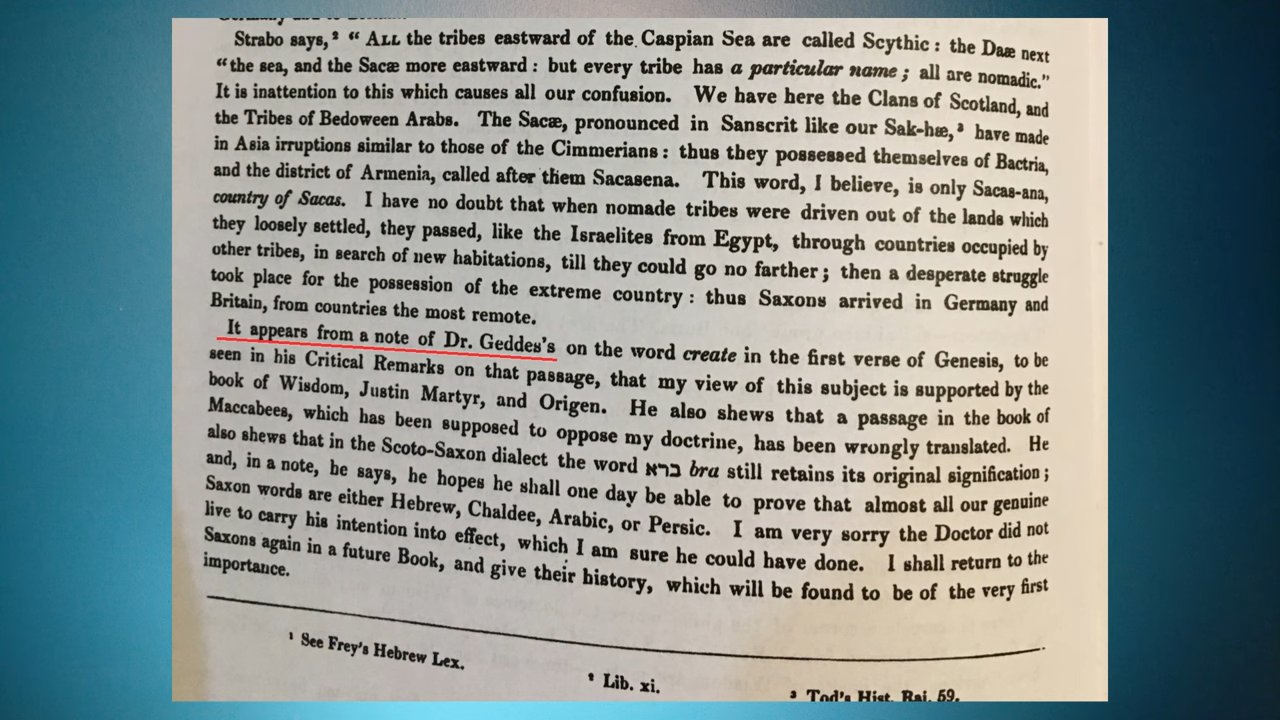 Strabo says,² “ ALL the tribes eastward of the Caspian Sea are called Scythic : the Daæ next
“the sea, and the Sacæ more eastward : but every tribe has a particular name ; all are nomadic.”
It is inattention to this which causes all our confusion. We have here the Clans of Scotland, and
the Tribes of Bedoween Arabs. The Sacæ, pronounced in Sanscrit like our Sak-hæ,³ have made
in Asia irruptions similar to those of the Cimmerians : thus they possessed themselves of Bactria,
and the district of Armenia, called after them Sacasena. This word, I believe, is only Sacas-ana,
country of Sacas. I have no doubt that when nomade tribes were driven out of the lands which
they loosely settled, they passed, like the Israelites from Egypt, through countries occupied by
other tribes, in search of new habitations, till they could go no farther ; then a desperate struggle
took place for the possession of the extreme country : thus Saxons arrived in Germany and
Britain, from countries the most remote.
It appears from a note of Dr. Geddes’s on the word create in the first verse of Genesis, to be
seen in his Critical Remarks on that passage, that my view of this subject is supported by the
book of Wisdom, Justin Martyr, and Origen. He also shews that a passage in the book of
Maccabees, which has been supposed to oppose my doctrine, has been wrongly translated. He
also shews that in the Scoto-Saxon dialect the word ברא bra still retains its original signification ;
and, in a note, he says, he hopes he shall one day be able to prove that almost all our genuine
Saxon words are either Hebrew, Chaldee, Arabic, or Persic. I am very sorry the Doctor did not
live to carry his intention into effect, which I am sure he could have done. I shall return to the
Saxons again in a future Book, and give their history, which will be found to be of the very first
importance.
¹ See Frey’s Hebrew Lex.
² Lib. xi.
³ Tod’s Hist. Raj. 59.